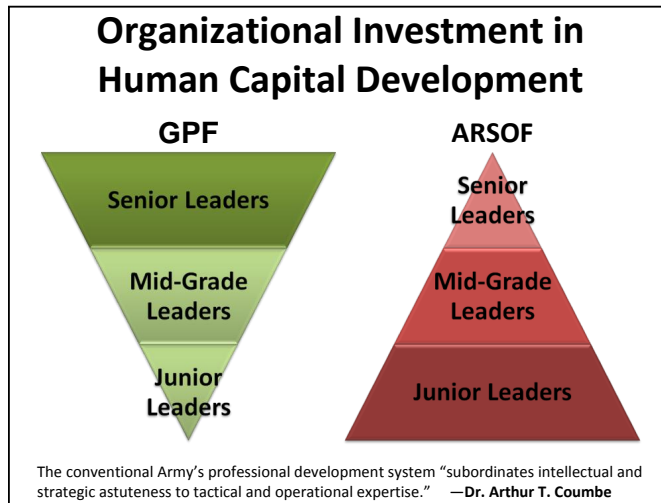 Organizational Investment in
Human Capital Development
GPF
ARSOF
Senior Leaders
Mid-Grade
Leaders
Junior
Leaders
Senior
Leaders
Mid-Grade
Leaders
Junior Leaders
The conventional Army’s professional development system “subordinates intellectual and
strategic astuteness to tactical and operational expertise.” —Dr. Arthur T. Coumbe